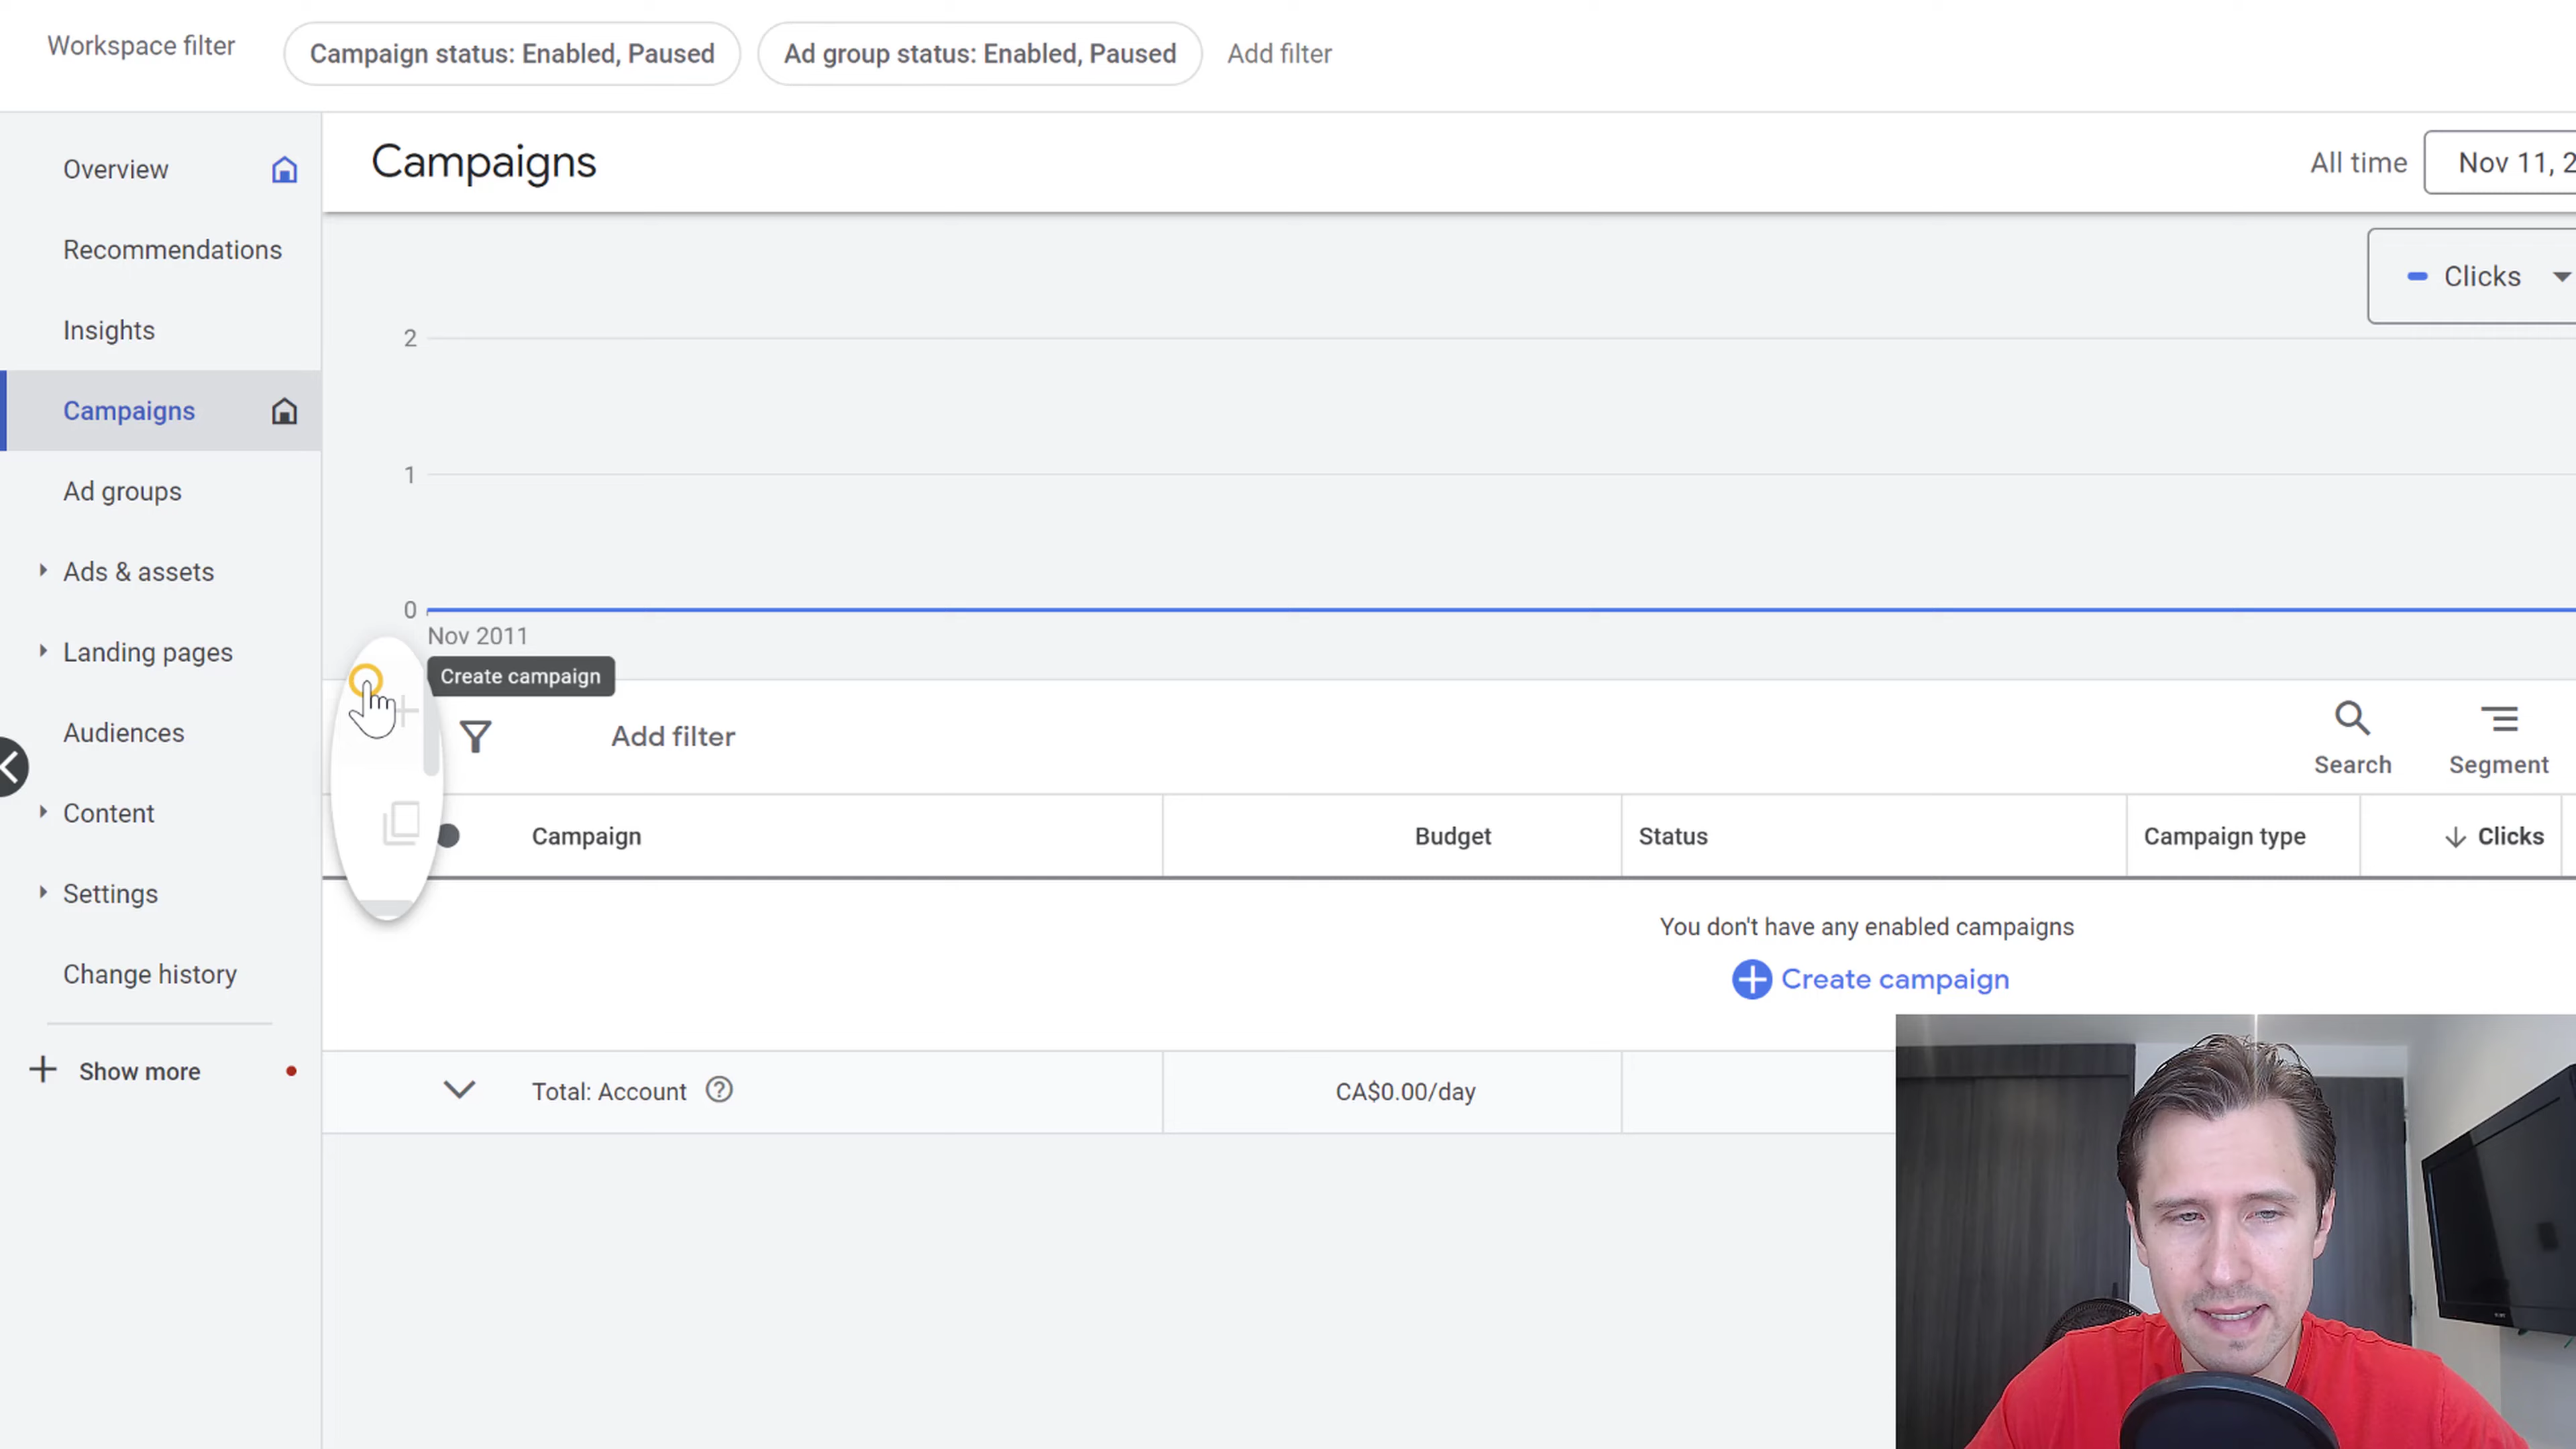 Workspace filter
Campaign status: Enabled, Paused
Ad group status: Enabled, Paused
Add filter
Overview
Recommendations
Insights
Campaigns
Ad groups
Ads & assets
Landing pages
Audiences
Content
Settings
Change history
Show more
Campaigns
All time
Nov 11, 2
Clicks
2
1
0
Nov 2011
Create campaign
Add filter
Search
Segment
Campaign
Budget
Status
Campaign type
Clicks
You don't have any enabled campaigns
Create campaign
Total: Account
CA$0.00/day